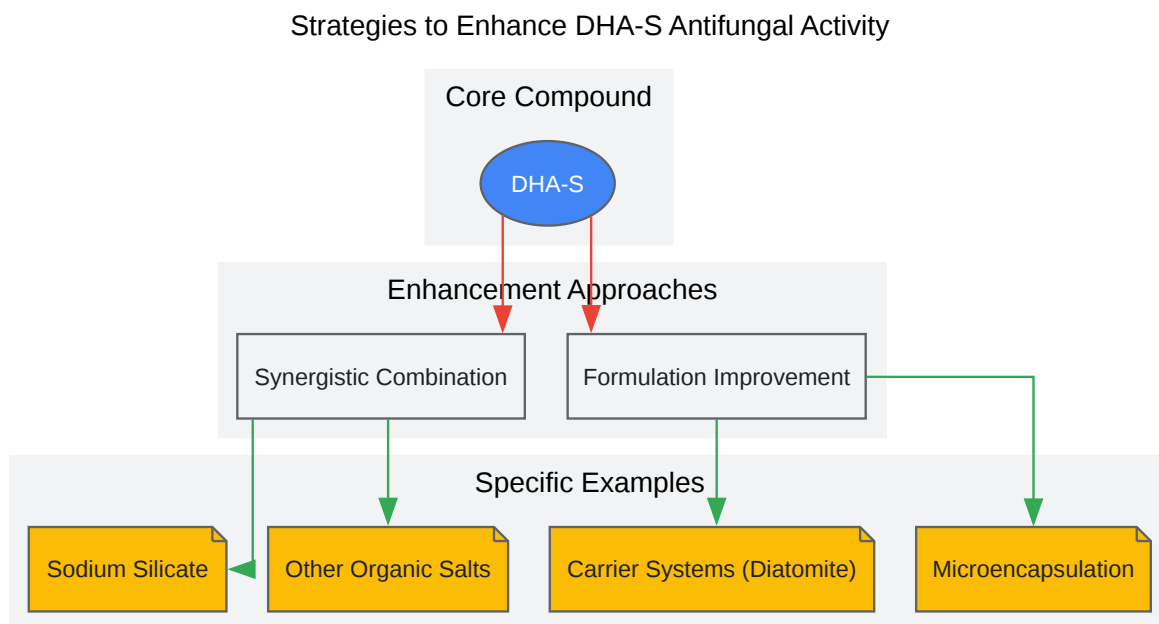 Strategies to Enhance DHA-S Antifungal Activity
Core Compound
DHA-S
Enhancement Approaches
Synergistic Combination
Formulation Improvement
Specific Examples
Sodium Silicate
Other Organic Salts
Carrier Systems (Diatomite)
Microencapsulation